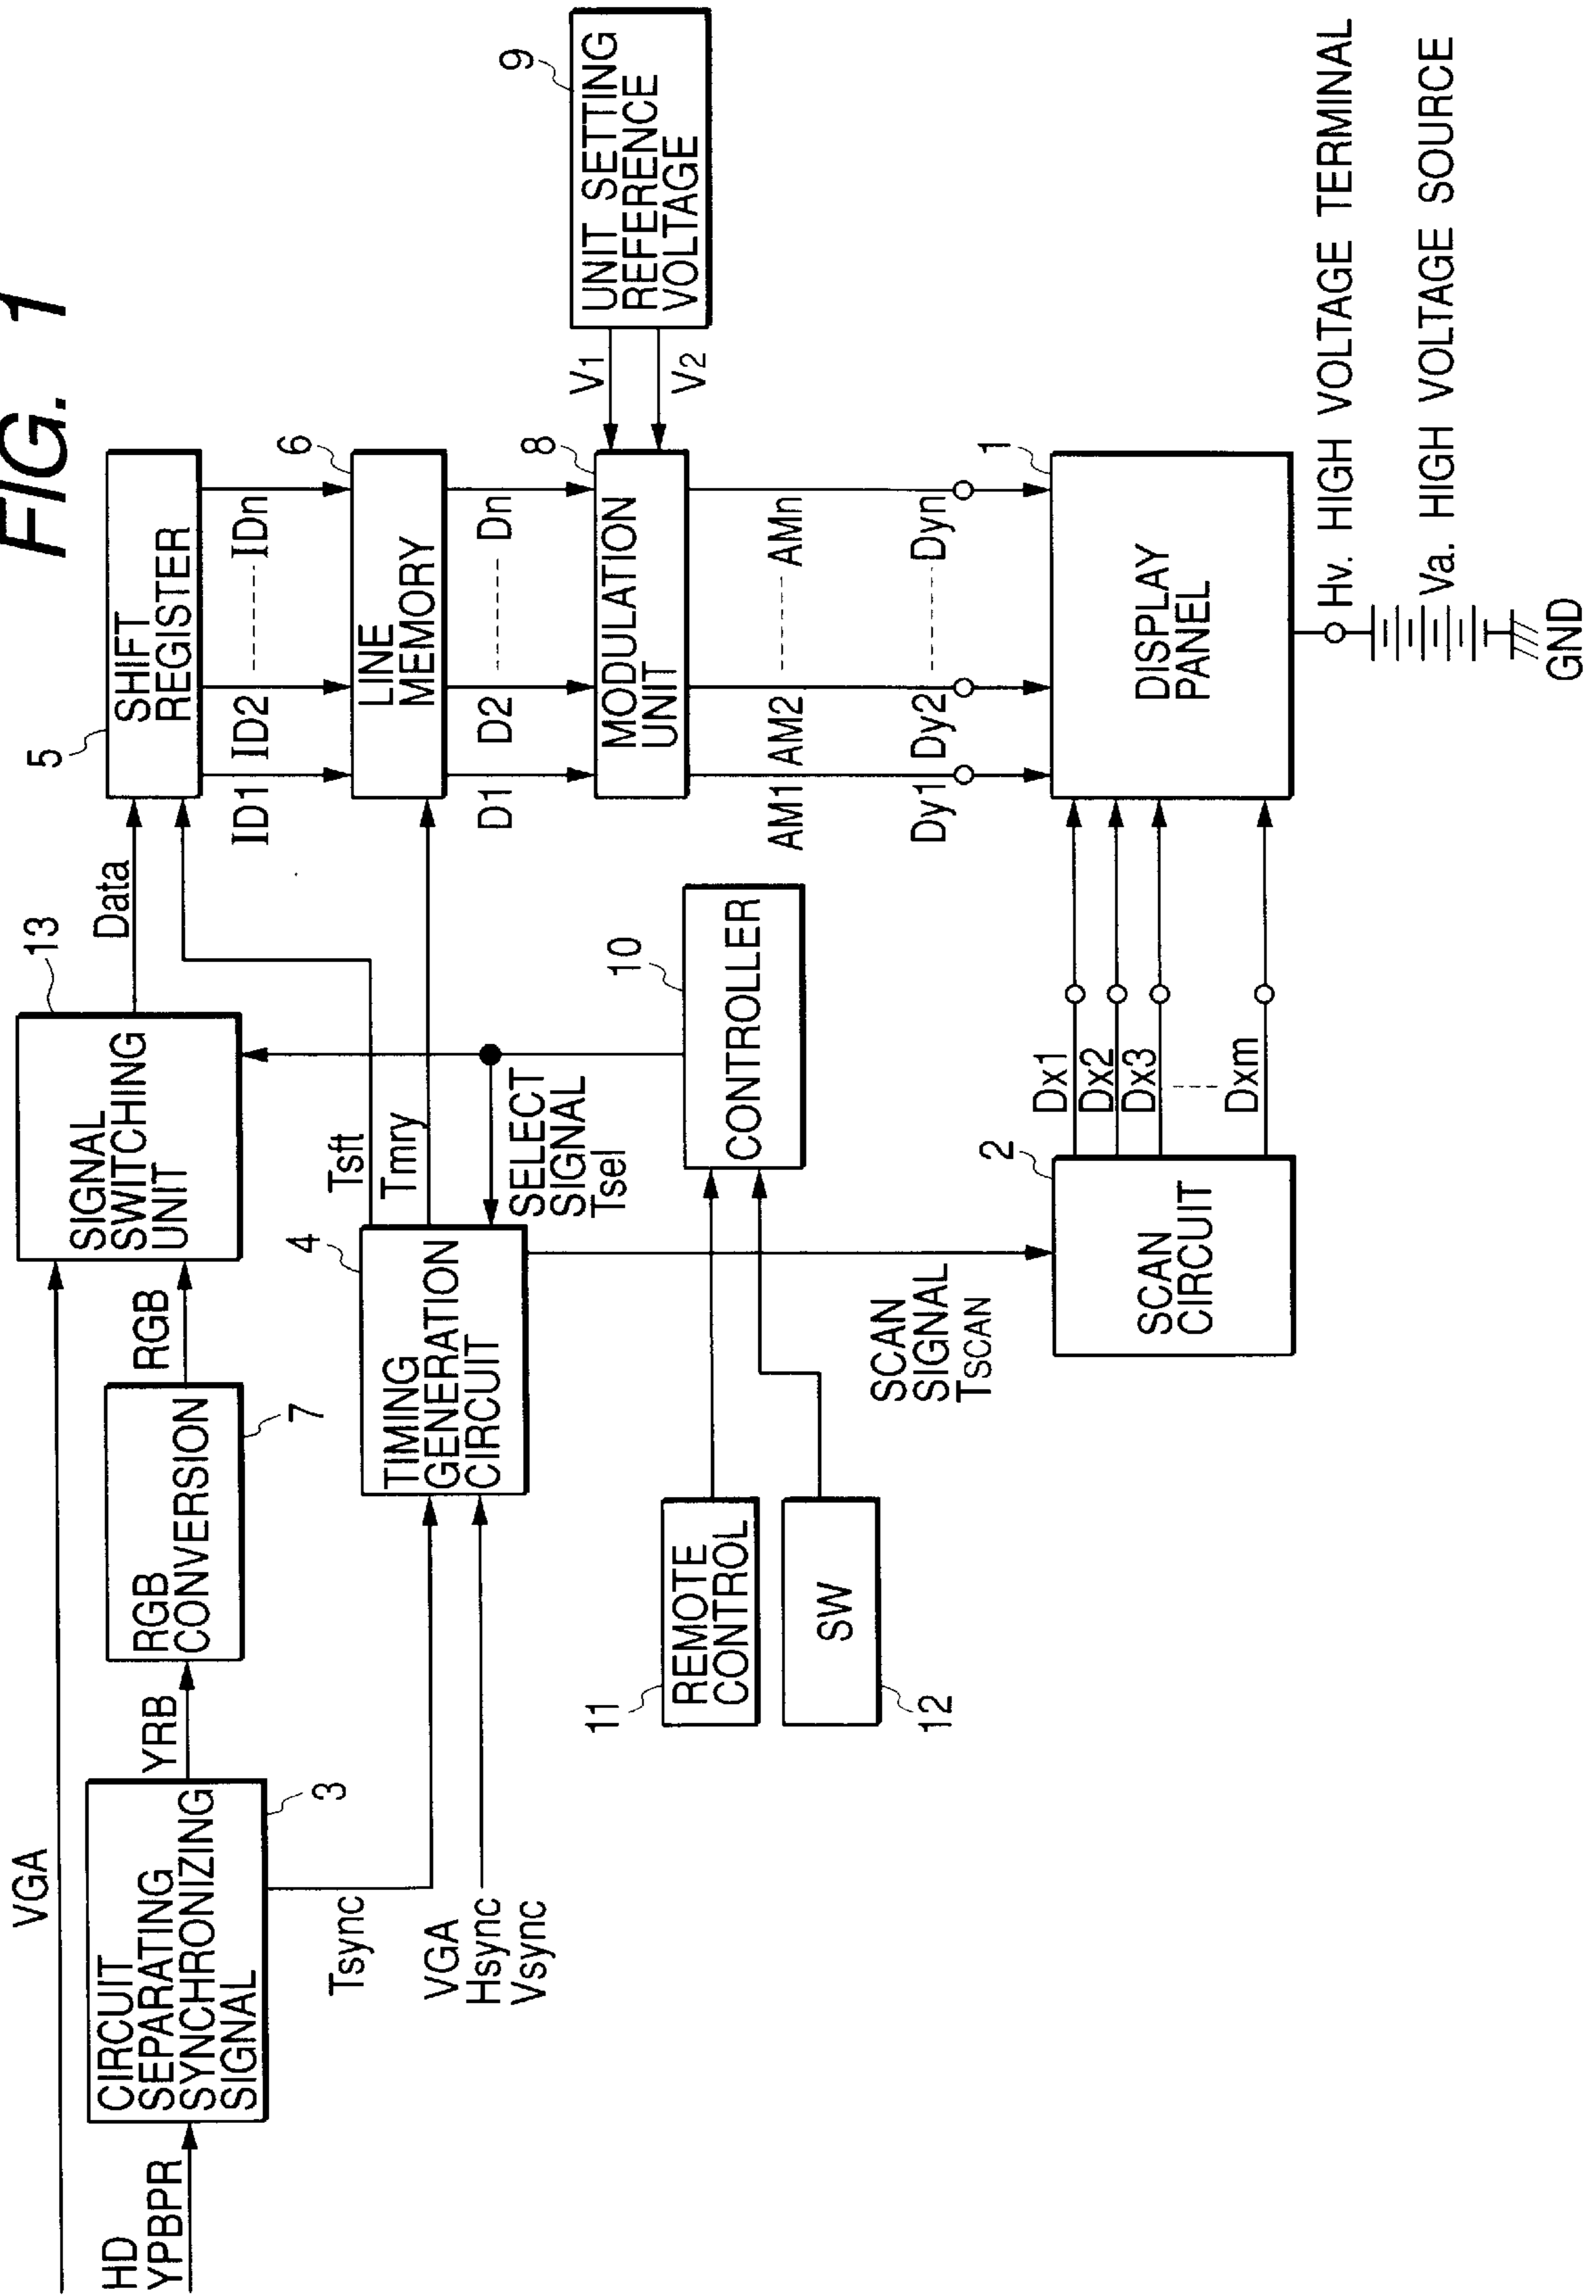 FIG. 1
VGA
HD
YPBPR
CIRCUIT
SEPARATING
SYNCHRONIZING
SIGNAL
3
YRB
RGB
CONVERSION
7
RGB
SIGNAL
SWITCHING
UNIT
13
Data
5
SHIFT
REGISTER
ID1 ID2 ------ IDn
Tsync
VGA
Hsync
Vsync
4
TIMING
GENERATION
CIRCUIT
Tsft
Tmry
SELECT
SIGNAL
Tsel
6
LINE
MEMORY
D1 D2 ------ Dn
8
MODULATION
UNIT
V1
V2
9
UNIT SETTING
REFERENCE
VOLTAGE
11
REMOTE
CONTROL
SW
12
10
CONTROLLER
AM1 AM2 ----- AMn
Dy1 Dy2 ------ Dyn
SCAN
SIGNAL
TSCAN
2
SCAN
CIRCUIT
Dx1
Dx2
Dx3
Dxm
1
DISPLAY
PANEL
Hv. HIGH VOLTAGE TERMINAL
Va. HIGH VOLTAGE SOURCE
GND